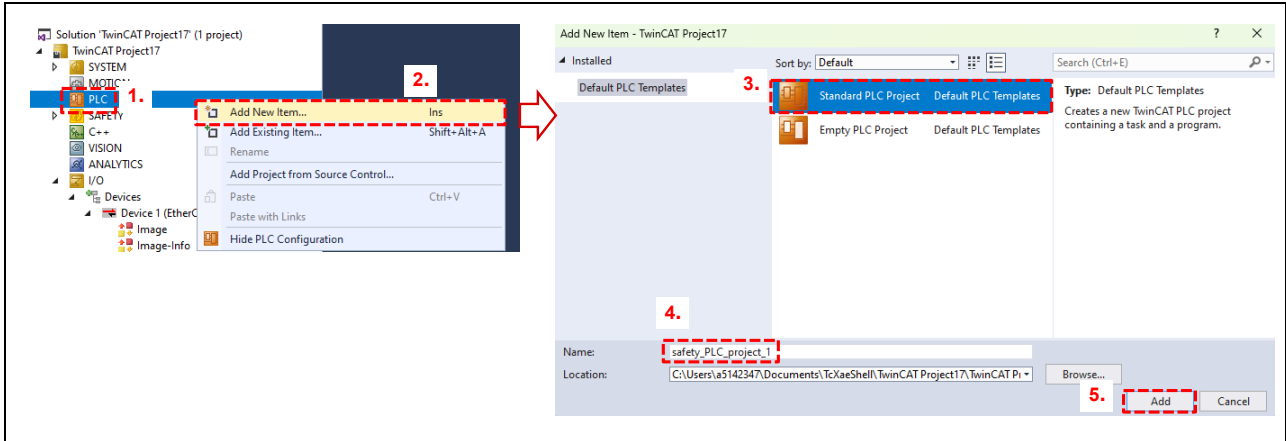 Solution 'TwinCAT Project17' (1 project)
TwinCAT Project17
SYSTEM
MOTION
PLC
1.
SAFETY
C++
VISION
ANALYTICS
I/O
Devices
Device 1 (EtherC
Image
Image-Info
2.
Add New Item... Ins
Add Existing Item... Shift+Alt+A
Rename
Add Project from Source Control...
Paste Ctrl+V
Paste with Links
Hide PLC Configuration
Add New Item - TwinCAT Project17 ? X
Installed
Default PLC Templates
Sort by: Default
Search (Ctrl+E)
3.
Standard PLC Project Default PLC Templates
Empty PLC Project Default PLC Templates
Type: Default PLC Templates
Creates a new TwinCAT PLC project
containing a task and a program.
4.
Name: safety_PLC_project_1
Location: C:\Users\a5142347\Documents\TcXaeShell\TwinCAT Project17\TwinCAT Pr
Browse...
5.
Add Cancel